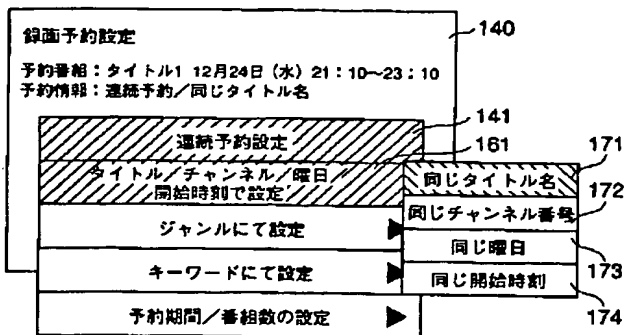 録画予約設定
140
予約番組：タイトル1 12月24日（水）21：10～23：10
予約情報：連続予約／同じタイトル名
141
連続予約設定
161
171
タイトル／チャンネル／曜日／
開始時刻で設定
同じタイトル名
172
同じチャンネル番号
ジャンルにて設定
同じ曜日
173
キーワードにて設定
同じ開始時刻
174
予約期間／番組数の設定